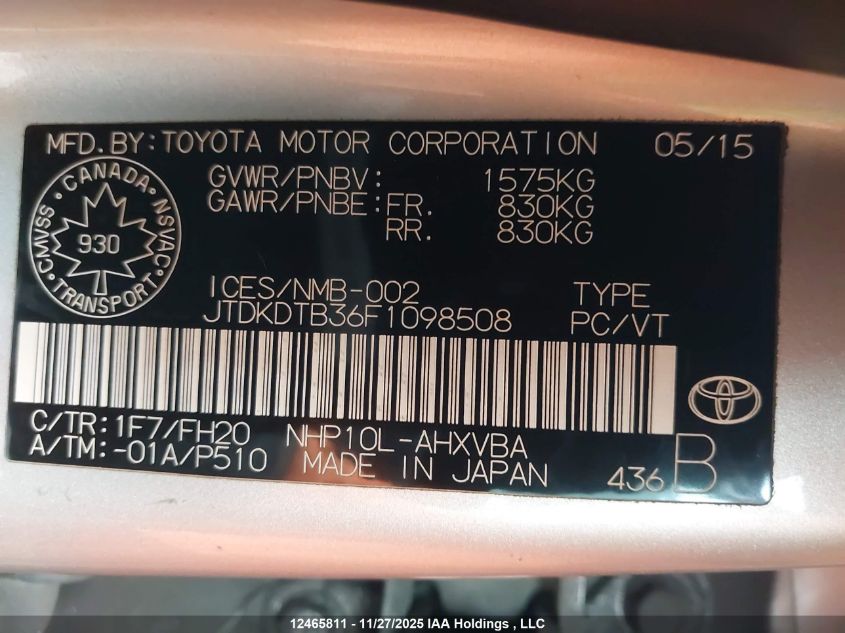 MFD. BY: TOYOTA MOTOR CORPORATION 05/15
GVWR/PNBV: 1575KG
GAWR/PNBE: FR. 830KG
RR. 830KG
CANADA
CMVSS 930 NSVAC
TRANSPORT
ICES/NMB-002 TYPE
JTDKDTB36F1098508 PC/VT
C/TR: 1F7/FH20 NHP10L-AHXVBA
A/TM: -01A/P510 MADE IN JAPAN 436 B
12465811 - 11/27/2025 IAA Holdings , LLC